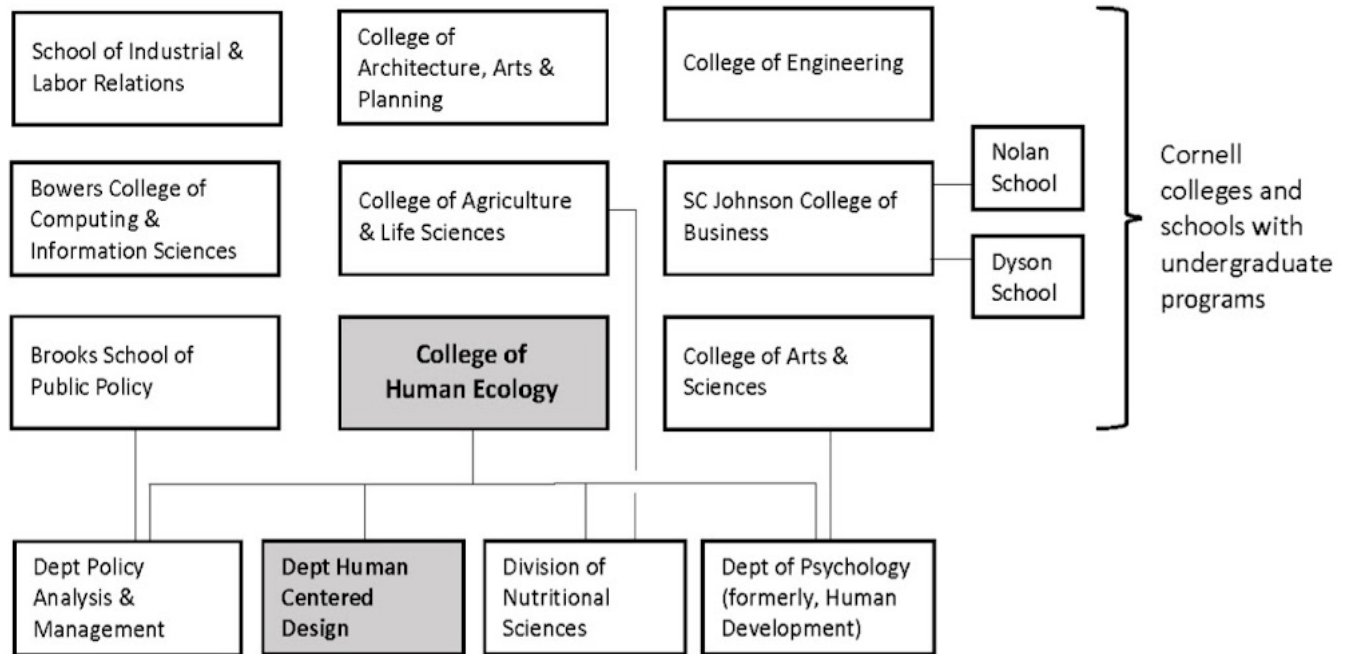 School of Industrial &
Labor Relations
College of
Architecture, Arts &
Planning
College of Engineering
Bowers College of
Computing &
Information Sciences
College of Agriculture
& Life Sciences
SC Johnson College of
Business
Nolan
School
Dyson
School
Cornell
colleges and
schools with
undergraduate
programs
Brooks School of
Public Policy
College of
Human Ecology
College of Arts &
Sciences
Dept Policy
Analysis &
Management
Dept Human
Centered
Design
Division of
Nutritional
Sciences
Dept of Psychology
(formerly, Human
Development)